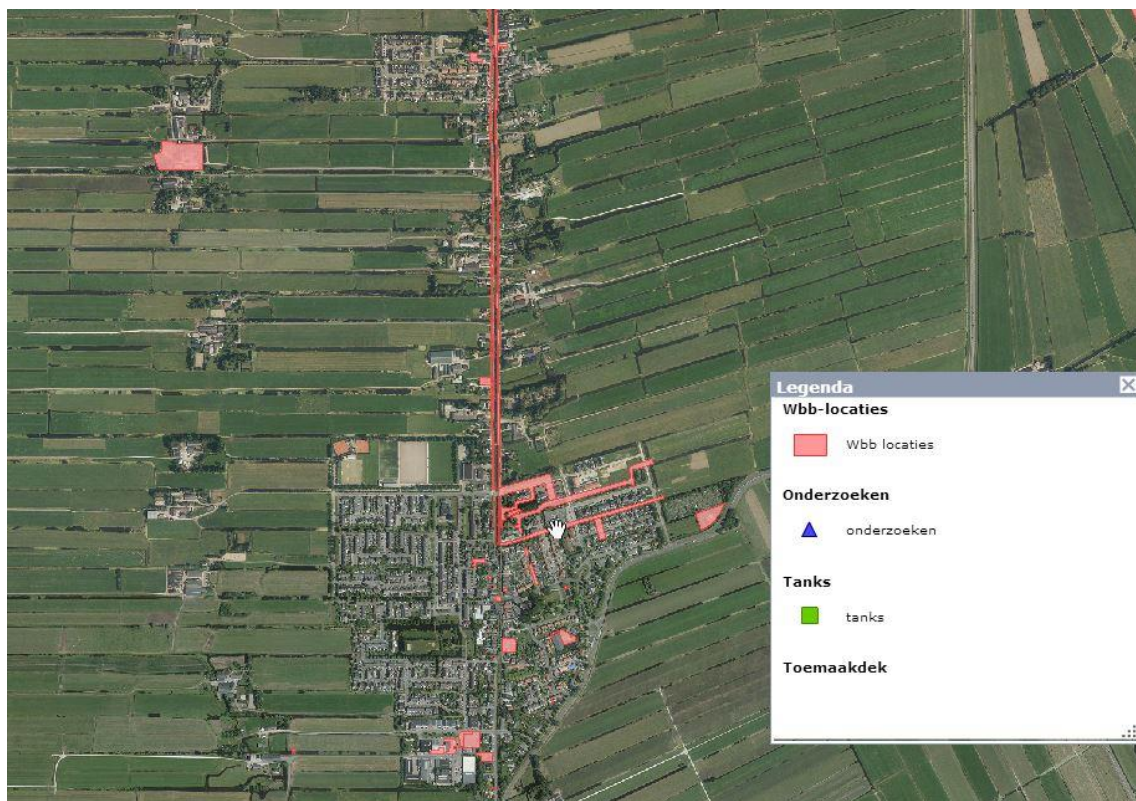 Legenda
Wbb-locaties
Wbb locaties
Onderzoeken
onderzoeken
Tanks
tanks
Toemaakdek